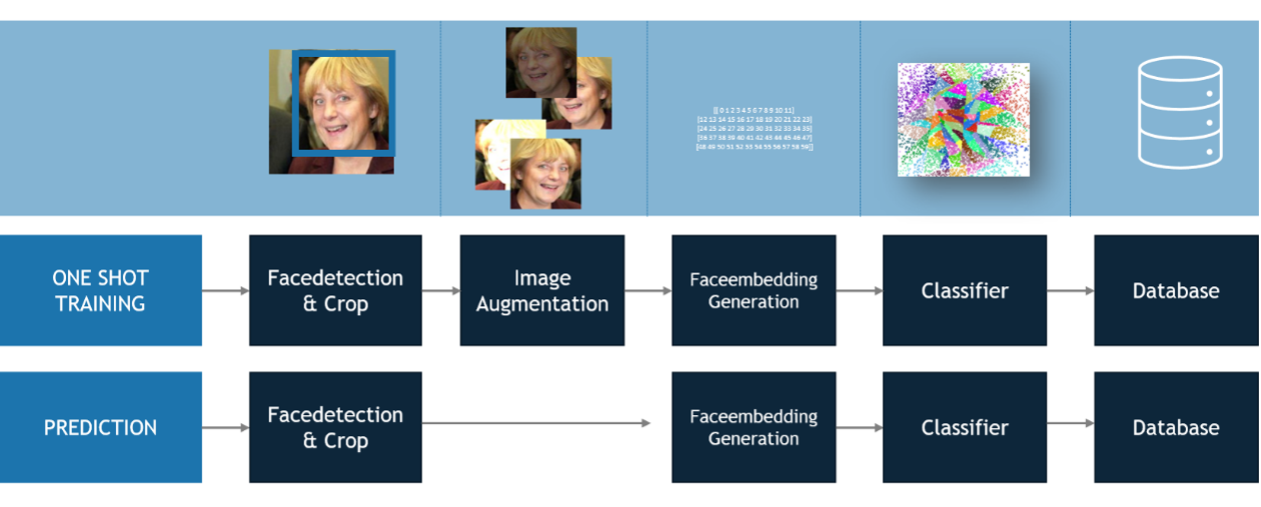 [[ 0 1 2 3 4 5 6 7 8 9 10 11]
[12 13 14 15 16 17 18 19 20 21 22 23]
[24 25 26 27 28 29 30 31 32 33 34 35]
[36 37 38 39 40 41 42 43 44 45 46 47]
[48 49 50 51 52 53 54 55 56 57 58 59]]
ONE SHOT
TRAINING
Facedetection
& Crop
Image
Augmentation
Faceembedding
Generation
Classifier
Database
PREDICTION
Facedetection
& Crop
Faceembedding
Generation
Classifier
Database